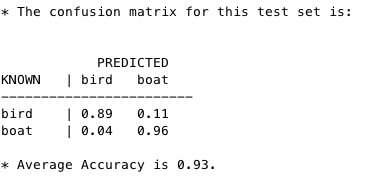 * The confusion matrix for this test set is:
PREDICTED
KNOWN | bird boat
------------------------
bird | 0.89 0.11
boat | 0.04 0.96
* Average Accuracy is 0.93.